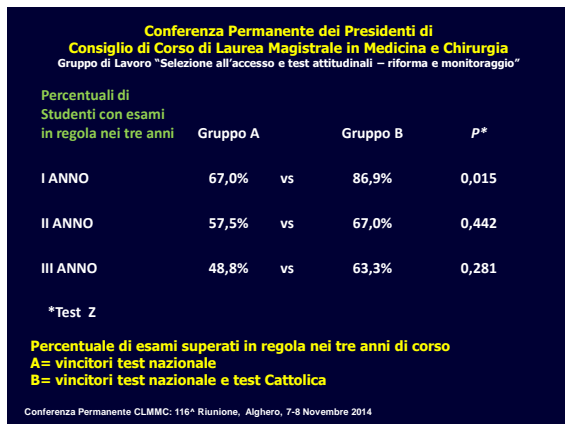 Conferenza Permanente dei Presidenti di
Consiglio di Corso di Laurea Magistrale in Medicina e Chirurgia
Gruppo di Lavoro "Selezione all'accesso e test attitudinali – riforma e monitoraggio"
Percentuali di
Studenti con esami
in regola nei tre anni Gruppo A Gruppo B P*
I ANNO 67,0% vs 86,9% 0,015
II ANNO 57,5% vs 67,0% 0,442
III ANNO 48,8% vs 63,3% 0,281
*Test Z
Percentuale di esami superati in regola nei tre anni di corso
A= vincitori test nazionale
B= vincitori test nazionale e test Cattolica
Conferenza Permanente CLMMC: 116^ Riunione, Alghero, 7-8 Novembre 2014